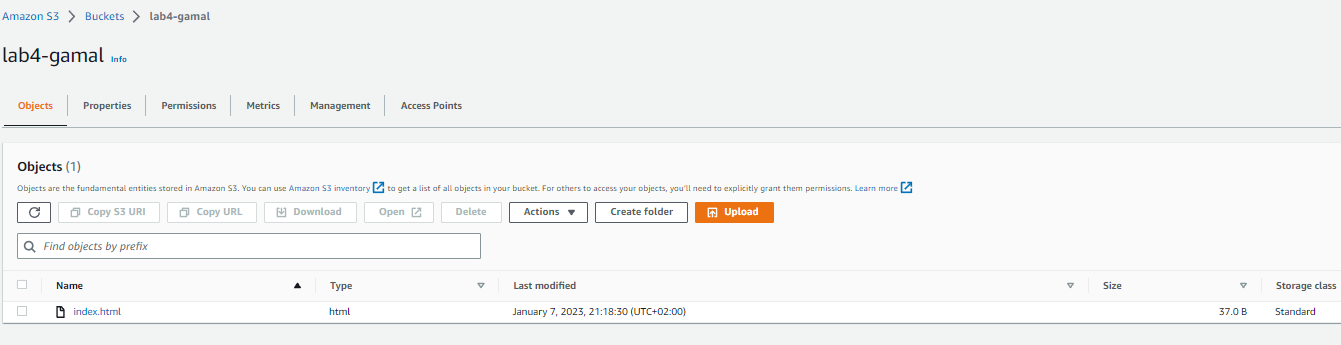 Amazon S3 > Buckets > lab4-gamal
lab4-gamal Info
Objects Properties Permissions Metrics Management Access Points
Objects (1)
Objects are the fundamental entities stored in Amazon S3. You can use Amazon S3 inventory to get a list of all objects in your bucket. For others to access your objects, you'll need to explicitly grant them permissions. Learn more
Copy S3 URI Copy URL Download Open Delete Actions Create folder Upload
Find objects by prefix
Name Type Last modified Size Storage class
index.html html January 7, 2023, 21:18:30 (UTC+02:00) 37.0 B Standard